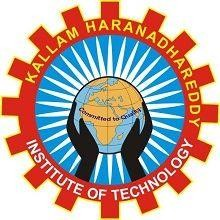 KALLAM HARANADHAREDDY
Committed to Quality
INSTITUTE OF TECHNOLOGY